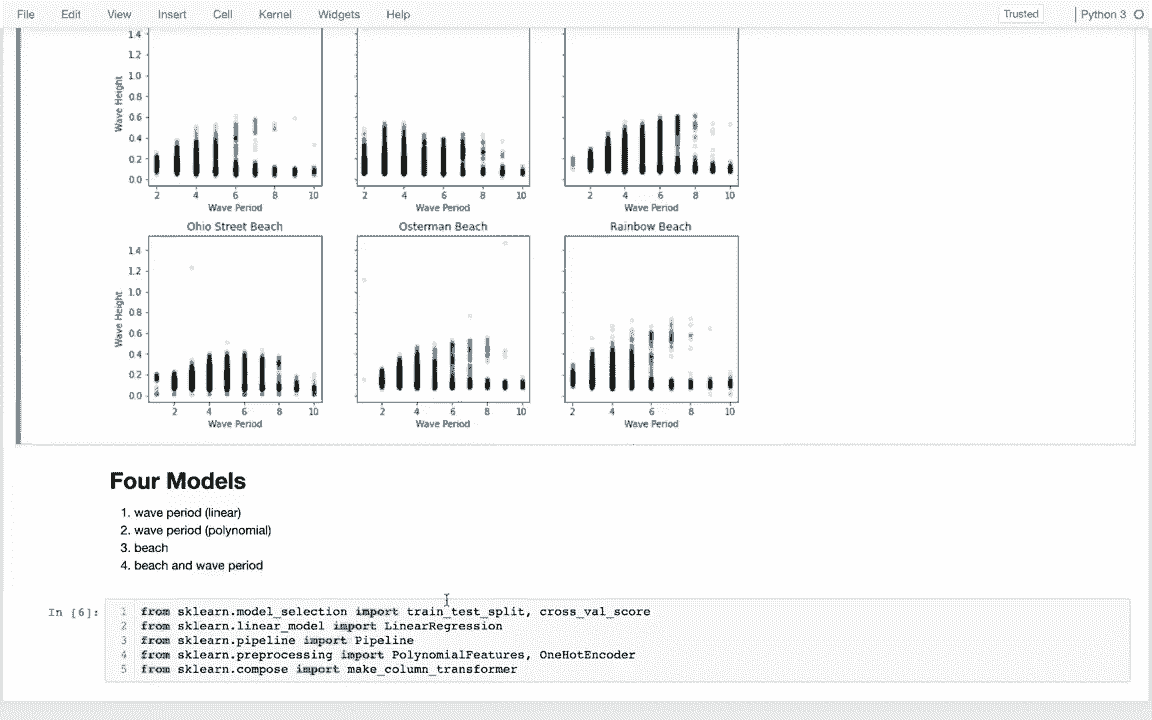 File Edit View Insert Cell Kernel Widgets Help Trusted Python 3
1.4
1.2
1.0
0.8
0.6
0.4
0.2
0.0
Wave Height
2 4 6 8 10 2 4 6 8 10 2 4 6 8 10
Wave Period Wave Period Wave Period
Ohio Street Beach Osterman Beach Rainbow Beach
1.4
1.2
1.0
0.8
0.6
0.4
0.2
0.0
Wave Height
2 4 6 8 10 2 4 6 8 10 2 4 6 8 10
Wave Period Wave Period Wave Period
Four Models
1. wave period (linear)
2. wave period (polynomial)
3. beach
4. beach and wave period
In [6]: 1 from sklearn.model_selection import train_test_split, cross_val_score
2 from sklearn.linear_model import LinearRegression
3 from sklearn.pipeline import Pipeline
4 from sklearn.preprocessing import PolynomialFeatures, OneHotEncoder
5 from sklearn.compose import make_column_transformer